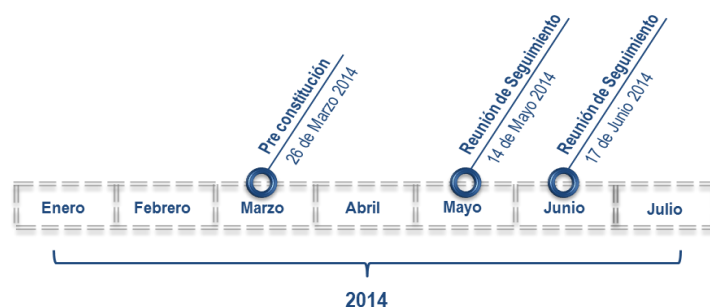 Pre constitución
26 de Marzo 2014
Reunión de Seguimiento
14 de Mayo 2014
Reunión de Seguimiento
17 de Junio 2014
Enero
Febrero
Marzo
Abril
Mayo
Junio
Julio
2014